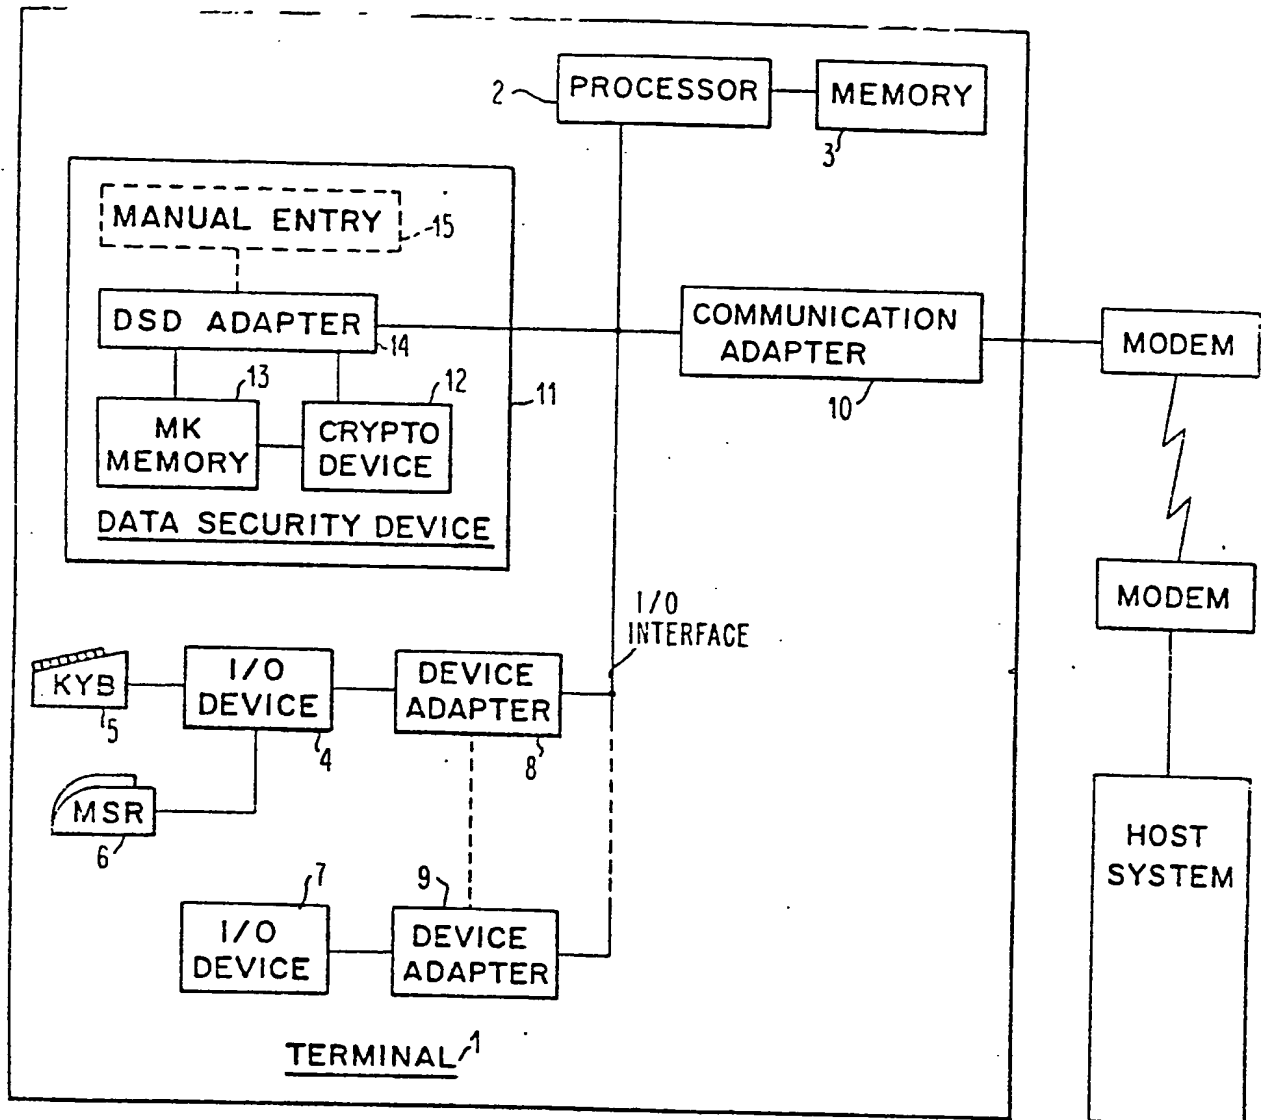 PROCESSOR
2
MEMORY
3
MANUAL ENTRY
15
DSD ADAPTER
14
COMMUNICATION
ADAPTER
10
MODEM
13
12
11
MK
MEMORY
CRYPTO
DEVICE
DATA SECURITY DEVICE
MODEM
I/O
INTERFACE
KYB
5
I/O
DEVICE
4
DEVICE
ADAPTER
8
MSR
6
HOST
SYSTEM
7
9
I/O
DEVICE
DEVICE
ADAPTER
TERMINAL
1